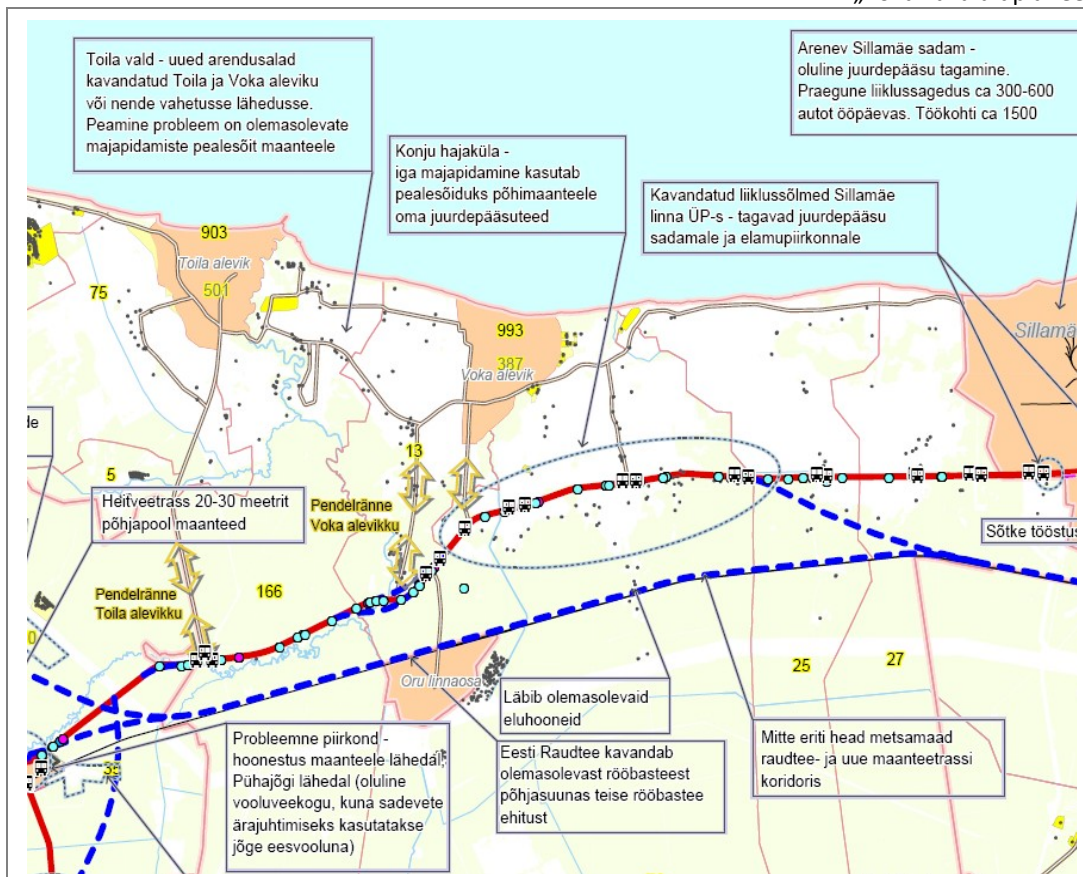 Toila vald - uued arendusalad
kavandatud Toila ja Voka aleviku
või nende vahetusse lähedusse.
Peamine probleem on olemasolevate
majapidamiste pealesõit maanteele
Arenev Sillamäe sadam -
oluline juurdepääsu tagamine.
Praegune liiklussagedus ca 300-600
autot ööpäevas. Töökohti ca 1500
Konju hajaküla -
iga majapidamine kasutab
pealesõiduks põhimaanteele
oma juurdepääsuteed
Kavandatud liiklussõlmed Sillamäe
linna ÜP-s - tagavad juurdepääsu
sadamale ja elamupiirkonnale
903
Toila alevik
501
75
993
387
Voka alevik
Sillamä
de
5
13
Heitveetrass 20-30 meetrit
põhjapool maanteed
Pendelränne
Voka alevikku
Sõtke tööstus
Pendelränne
Toila alevikku
166
0
25
27
Oru linnaosa
Läbib olemasolevaid
eluhooneid
Probleemne piirkond -
hoonestus maanteele lähedal,
Pühajõgi lähedal (oluline
vooluveekogu, kuna sadevete
ärajuhtimiseks kasutatakse
jõge eesvooluna)
Eesti Raudtee kavandab
olemasolevast rööbasteest
põhjasuunas teise rööbastee
ehitust
Mitte eriti head metsamaad
raudtee- ja uue maanteetrassi
koridoris